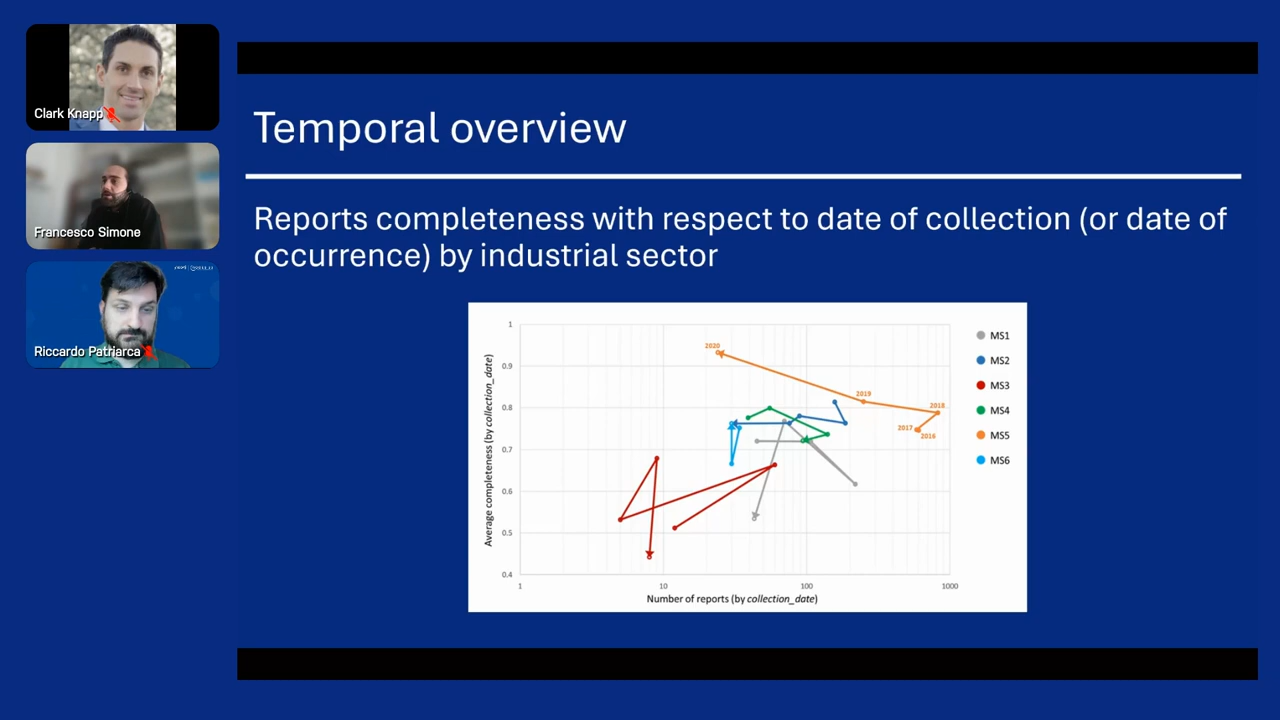 Clark Knapp
Francesco Simone
Riccardo Patriarca
Temporal overview
Reports completeness with respect to date of collection (or date of
occurrence) by industrial sector
Average completeness (by collection_date)
1
0.9
0.8
0.7
0.6
0.5
0.4
1
10
100
1000
Number of reports (by collection_date)
2020
2019
2018
2017
2016
MS1
MS2
MS3
MS4
MS5
MS6